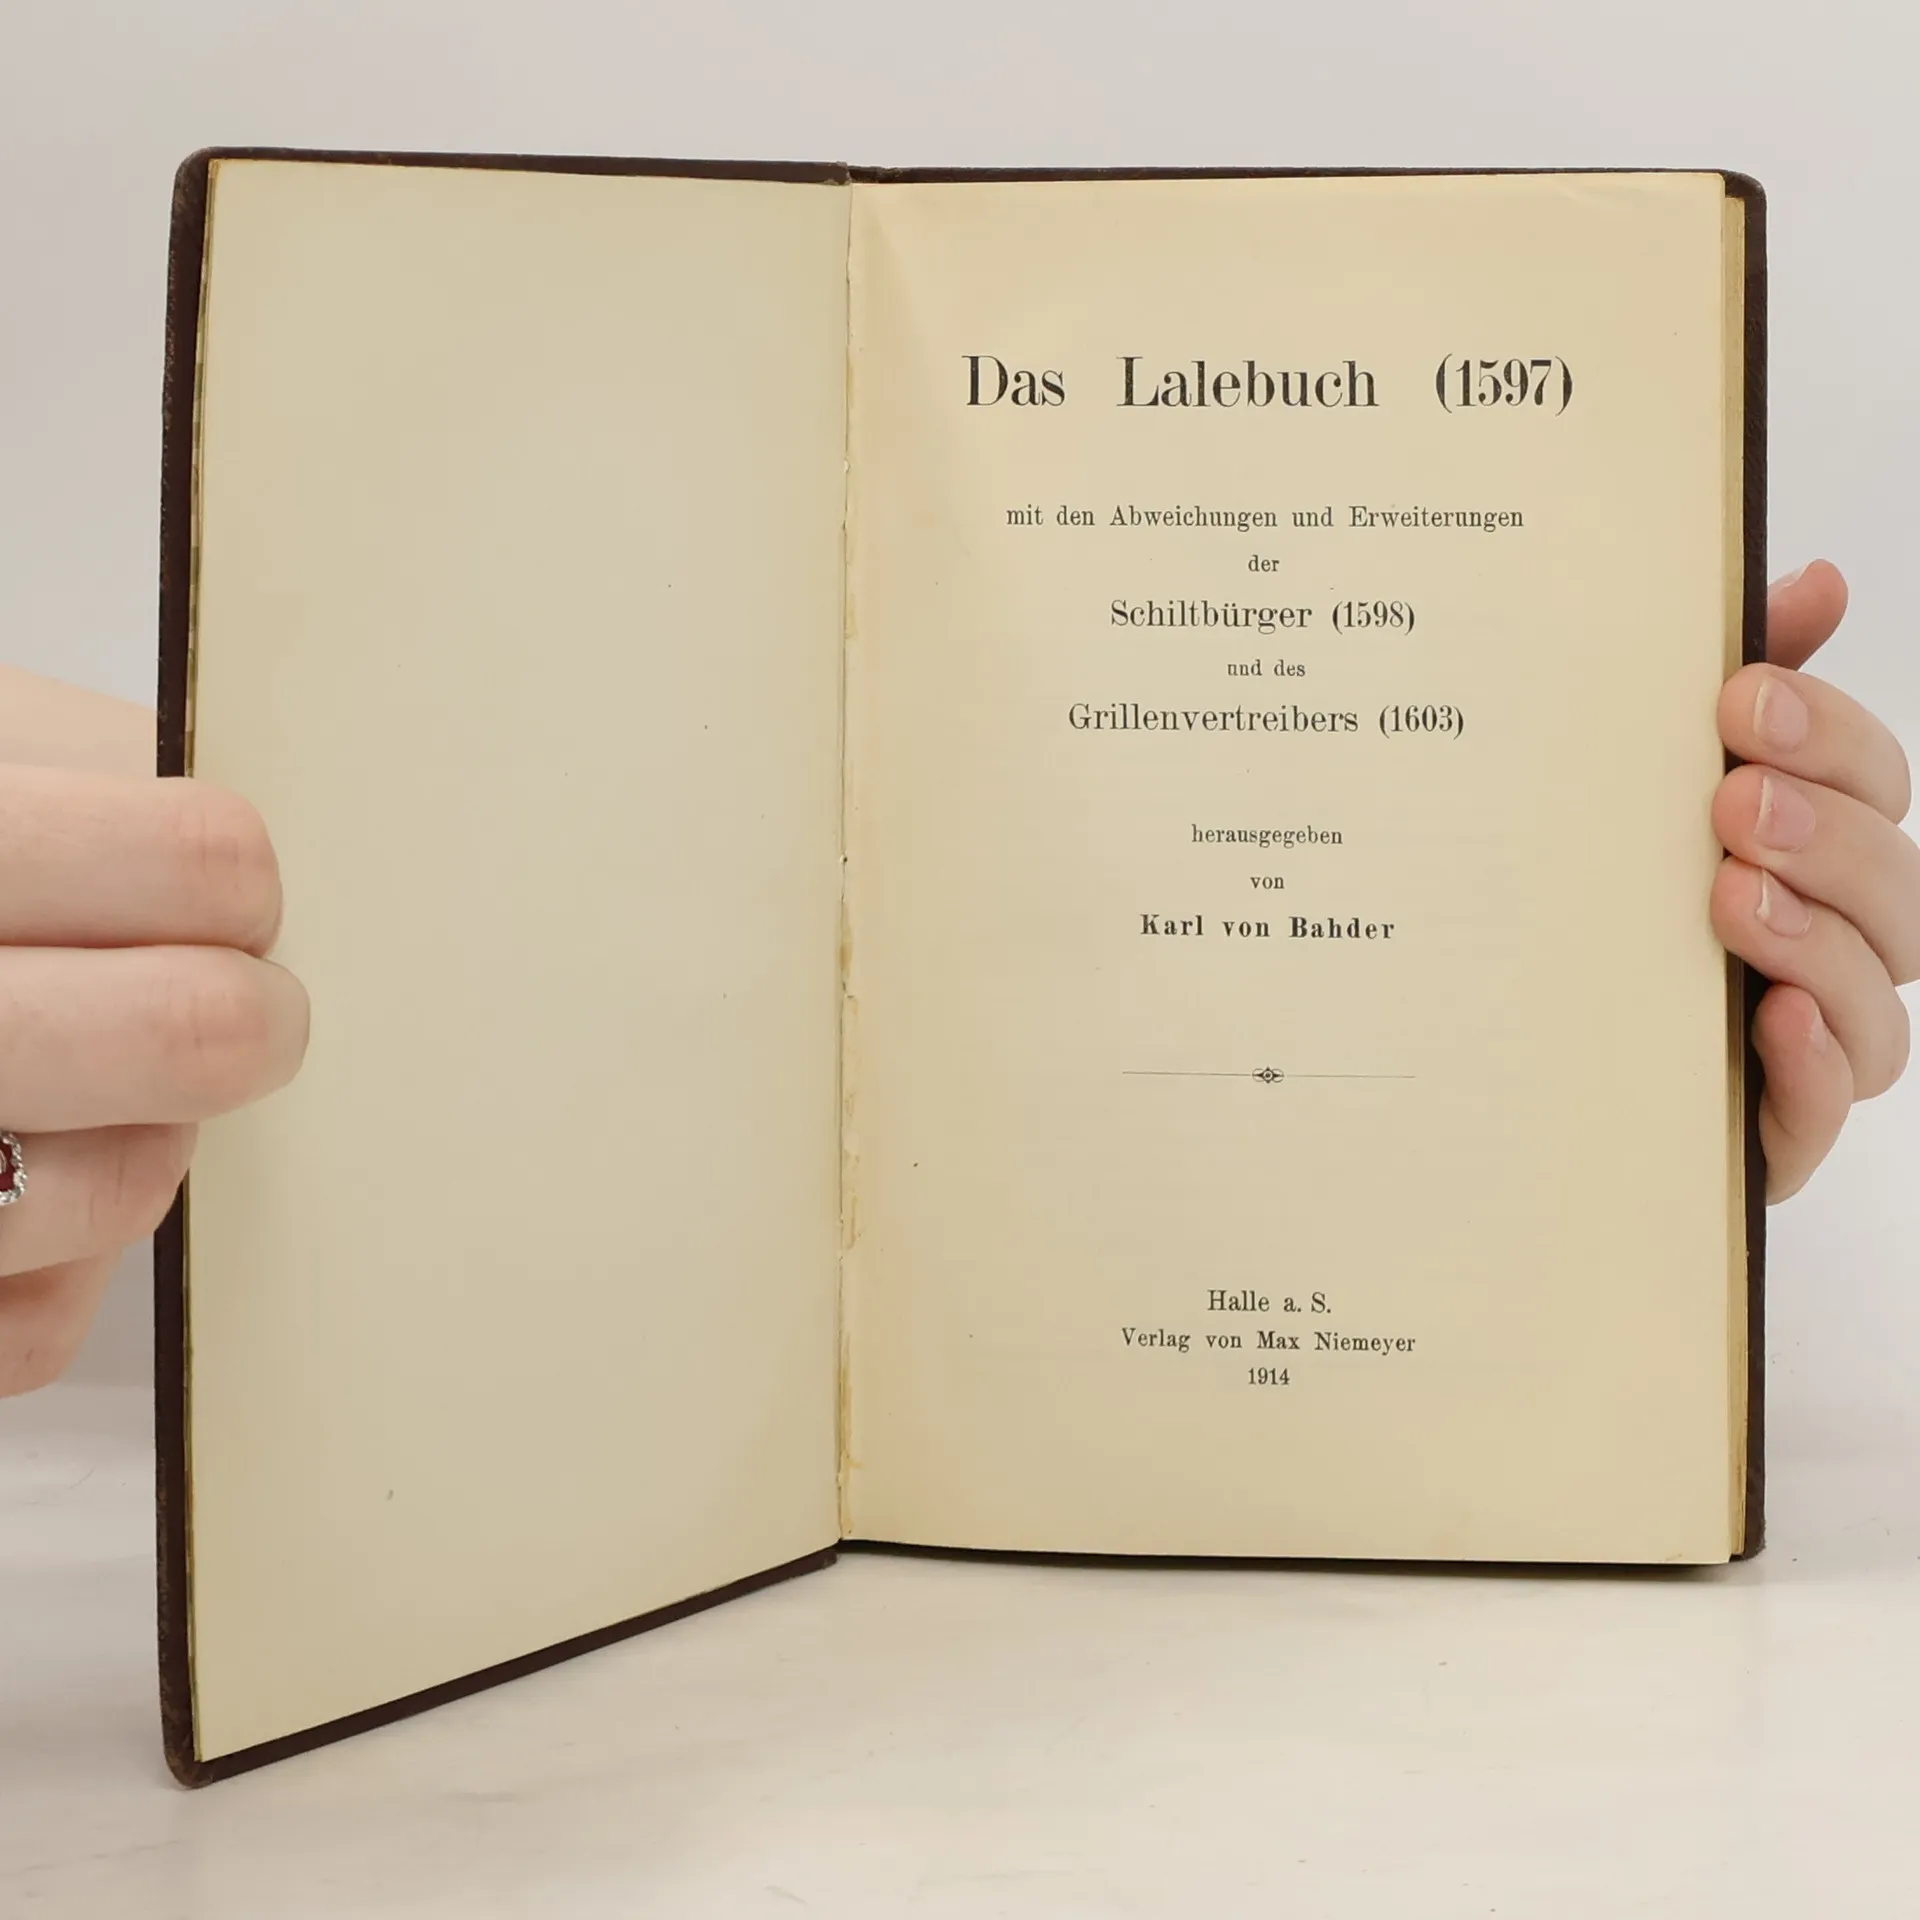 Das Lalebuch (1597)
mit den Abweichungen und Erweiterungen
der
Schiltbürger (1598)
und des
Grillenvertreibers (1603)
herausgegeben
von
Karl von Bahder
Halle a. S.
Verlag von Max Niemeyer
1914